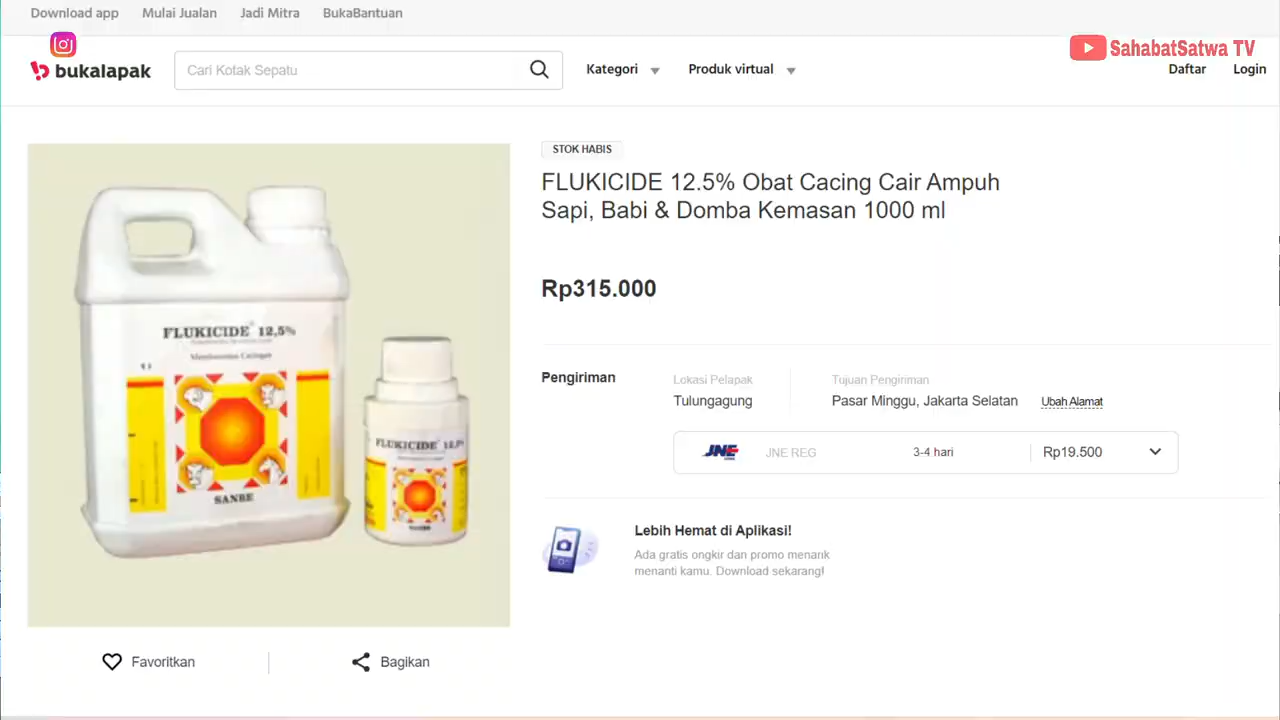 Download app Mulai Jualan Jadi Mitra BukaBantuan
SahabatSatwa TV
bukalapak Cari Kotak Sepatu Kategori Produk virtual Daftar Login
STOK HABIS
FLUKICIDE 12.5% Obat Cacing Cair Ampuh
Sapi, Babi & Domba Kemasan 1000 ml
Rp315.000
FLUKICIDE 12,5%
SANBE
FLUKICIDE 12,5%
SANBE
Pengiriman
Lokasi Pelapak
Tulungagung
Tujuan Pengiriman
Pasar Minggu, Jakarta Selatan Ubah Alamat
JNE JNE REG 3-4 hari Rp19.500
Lebih Hemat di Aplikasi!
Ada gratis ongkir dan promo menarik
menanti kamu. Download sekarang!
Favoritkan Bagikan